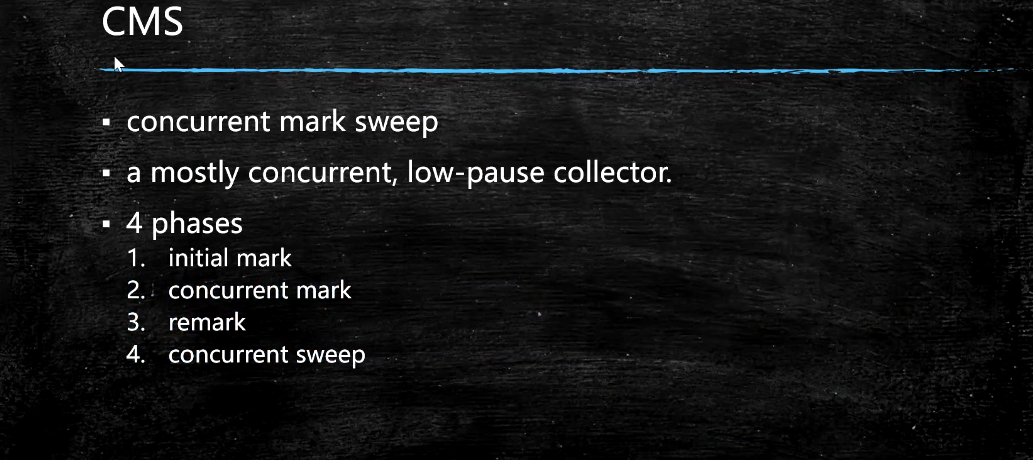 CMS
▪ concurrent mark sweep
▪ a mostly concurrent, low-pause collector.
▪ 4 phases
1. initial mark
2. concurrent mark
3. remark
4. concurrent sweep